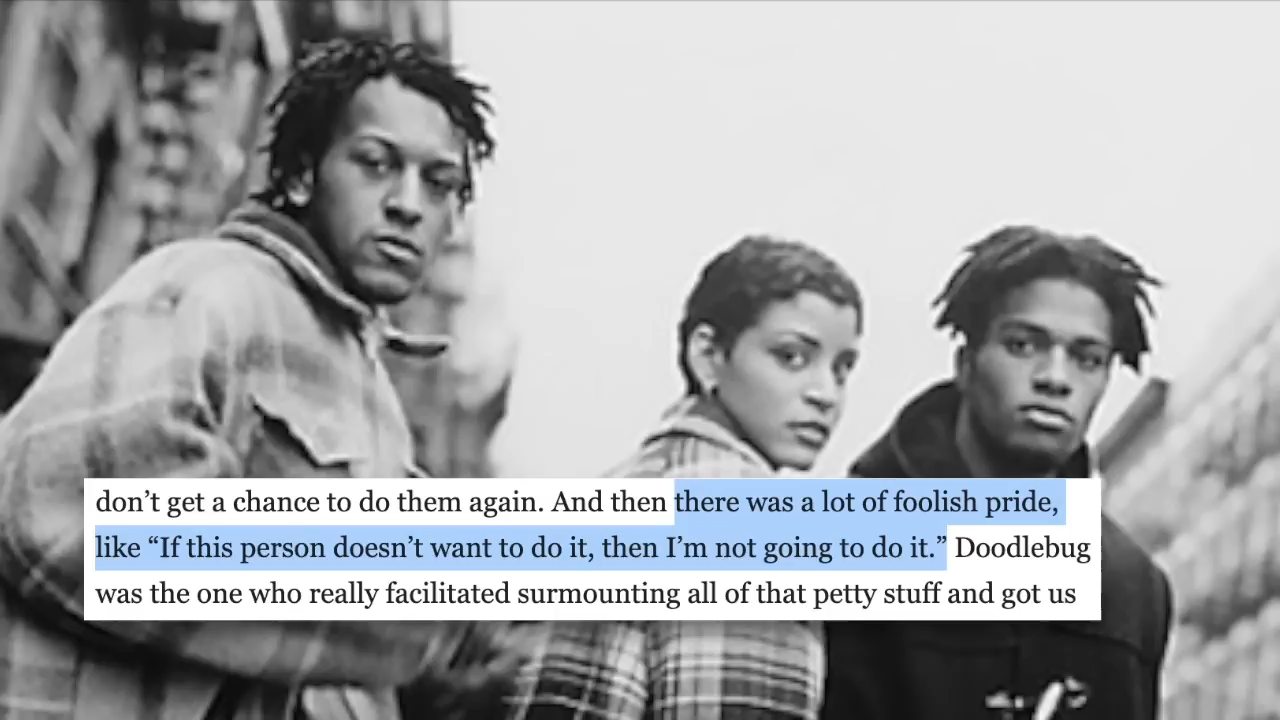 don’t get a chance to do them again. And then there was a lot of foolish pride,
like “If this person doesn’t want to do it, then I’m not going to do it.” Doodlebug
was the one who really facilitated surmounting all of that petty stuff and got us